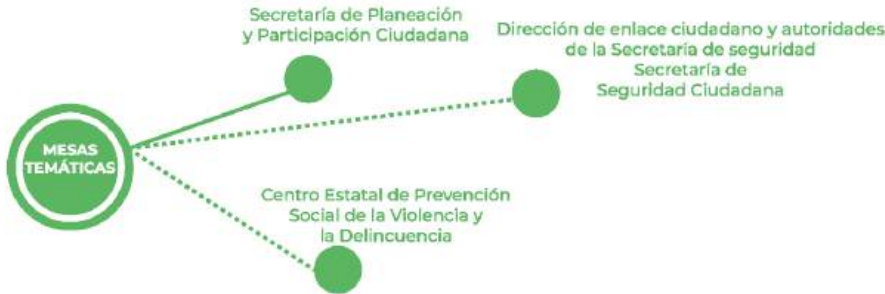 Secretaría de Planeación
y Participación Ciudadana
Dirección de enlace ciudadano y autoridades
de la Secretaría de seguridad
Secretaría de
Seguridad Ciudadana
MESAS
TEMÁTICAS
Centro Estatal de Prevención
Social de la Violencia y
la Delincuencia